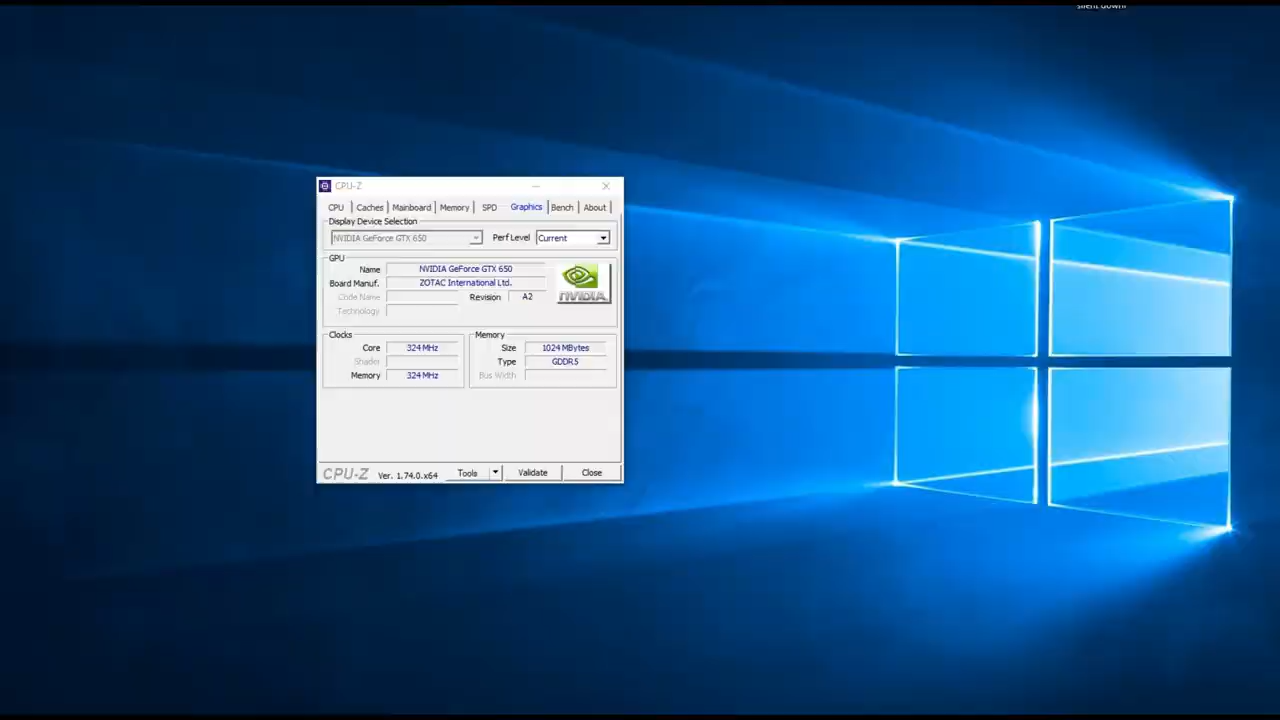 silent down!
CPU-Z
CPU Caches Mainboard Memory SPD Graphics Bench About
Display Device Selection
NVIDIA GeForce GTX 650 Perf Level Current
GPU
Name NVIDIA GeForce GTX 650
Board Manuf. ZOTAC International Ltd.
Code Name Revision A2
Technology
NVIDIA.
Clocks
Core 324 MHz
Shader
Memory 324 MHz
Memory
Size 1024 MBytes
Type GDDR5
Bus Width
CPU-Z Ver. 1.74.0.x64 Tools Validate Close